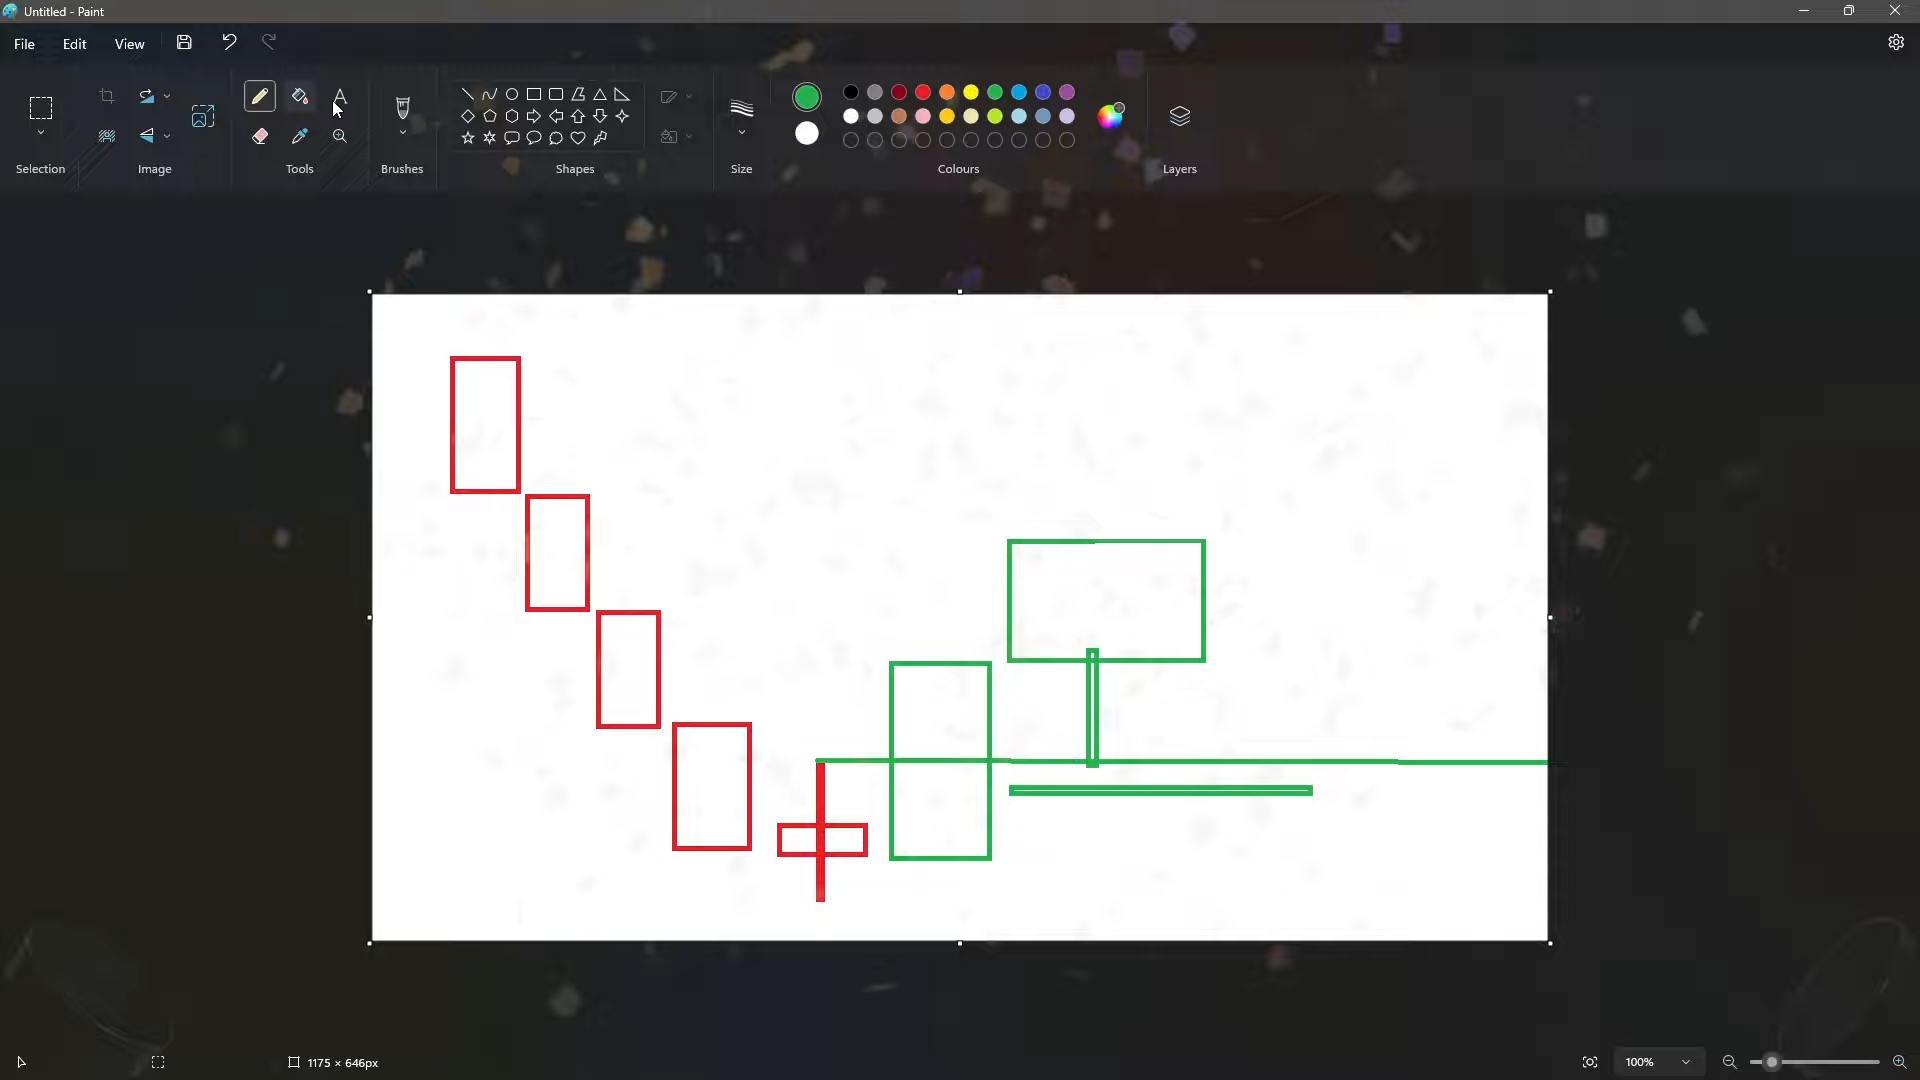 Untitled - Paint
File Edit View
Selection Image Tools Brushes Shapes Size Colours Layers
1175 × 646px 100%